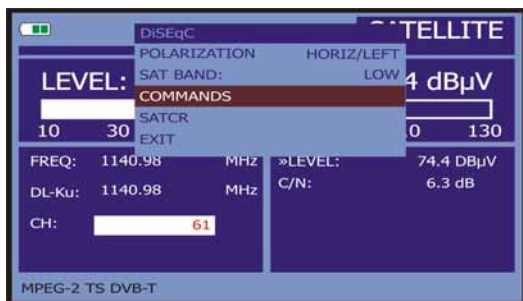 DiSEqC
TELLITE
POLARIZATION HORIZ/LEFT
SAT BAND: LOW
LEVEL: 4 dBµV
COMMANDS
SATCR
10 30 0 130
EXIT
FREQ: 1140.98 MHz »LEVEL: 74.4 DBµV
DL-Ku: 1140.98 MHz C/N: 6.3 dB
CH: 61
MPEG-2 TS DVB-T